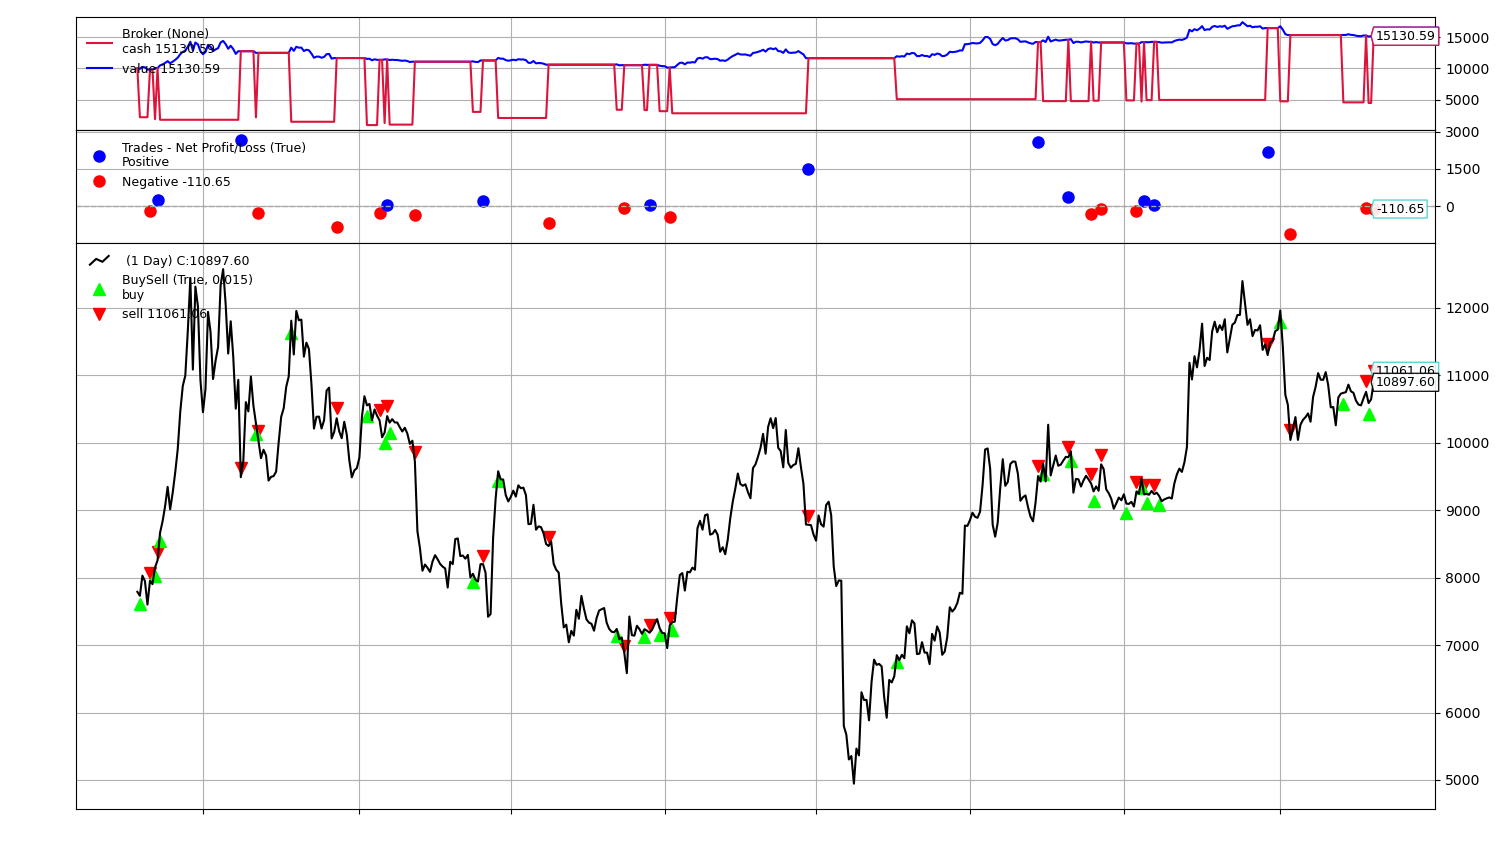 Broker (None)
cash 15130.59
value 15130.59
15130.59
15000
10000
5000
Trades - Net Profit/Loss (True)
Positive
Negative -110.65
3000
1500
0
-110.65
(1 Day) C:10897.60
BuySell (True, 0.015)
buy
sell 11061.06
12000
11000
11061.06
10897.60
10000
9000
8000
7000
6000
5000